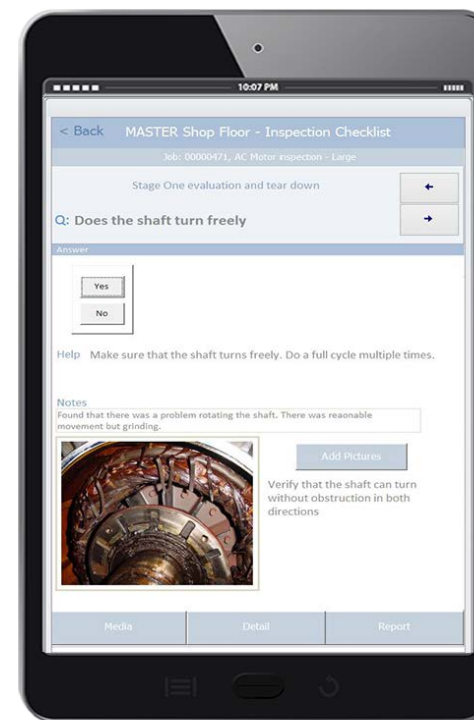 10:07 PM
< Back MASTER Shop Floor - Inspection Checklist
Job: 00000471, AC Motor inspection - Large
Stage One evaluation and tear down
Q: Does the shaft turn freely
Answer
Yes
No
Help Make sure that the shaft turns freely. Do a full cycle multiple times.
Notes
Found that there was a problem rotating the shaft. There was reaonable
movement but grinding.
Add Pictures
Verify that the shaft can turn
without obstruction in both
directions
Media Detail Report